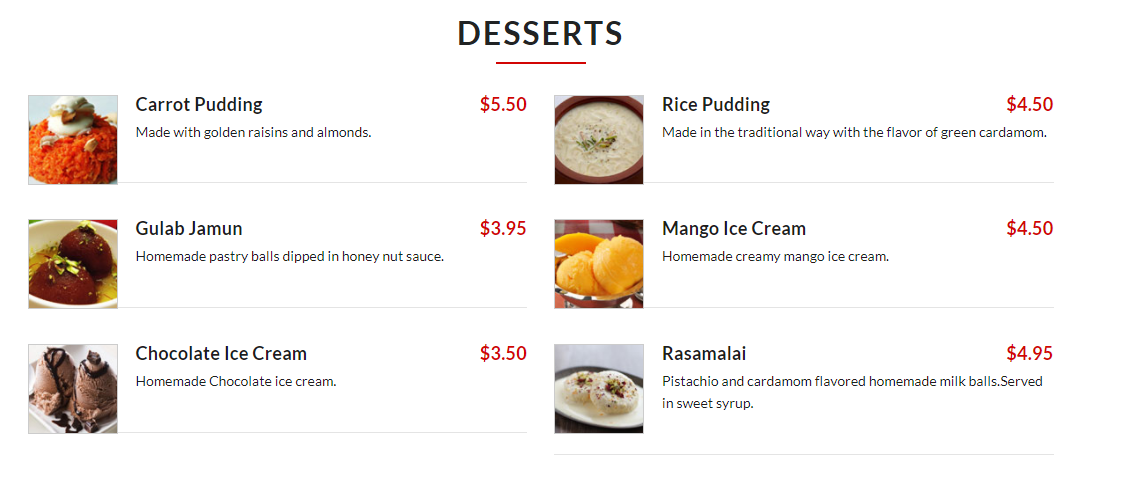 DESSERTS
Carrot Pudding $5.50
Made with golden raisins and almonds.
Rice Pudding $4.50
Made in the traditional way with the flavor of green cardamom.
Gulab Jamun $3.95
Homemade pastry balls dipped in honey nut sauce.
Mango Ice Cream $4.50
Homemade creamy mango ice cream.
Chocolate Ice Cream $3.50
Homemade Chocolate ice cream.
Rasamalai $4.95
Pistachio and cardamom flavored homemade milk balls.Served
in sweet syrup.